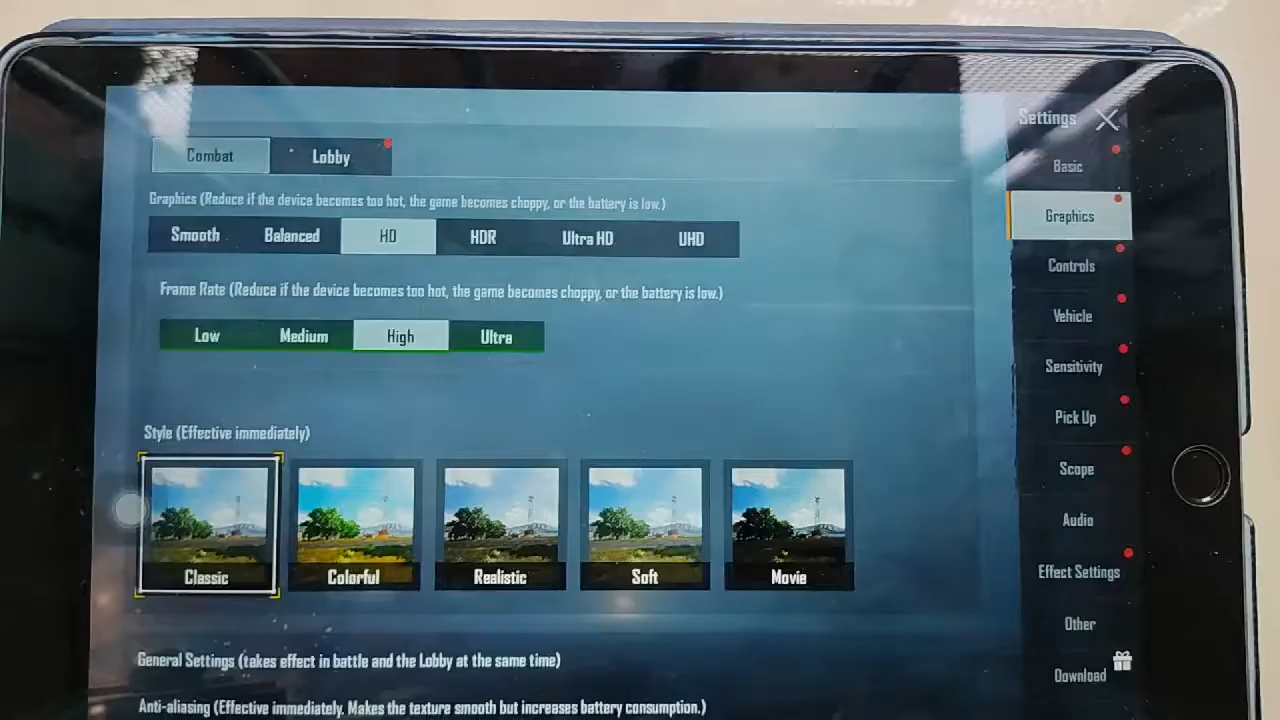 Settings
Combat
Lobby
Basic
Graphics (Reduce if the device becomes too hot, the game becomes choppy, or the battery is low.)
Smooth
Balanced
HD
HDR
Ultra HD
UHD
Graphics
Controls
Frame Rate (Reduce if the device becomes too hot, the game becomes choppy, or the battery is low.)
Low
Medium
High
Ultra
Vehicle
Sensitivity
Pick Up
Style (Effective immediately)
Scope
Audio
Classic
Colorful
Realistic
Soft
Movie
Effect Settings
Other
General Settings (takes effect in battle and the Lobby at the same time)
Download
Anti-aliasing (Effective immediately. Makes the texture smooth but increases battery consumption.)